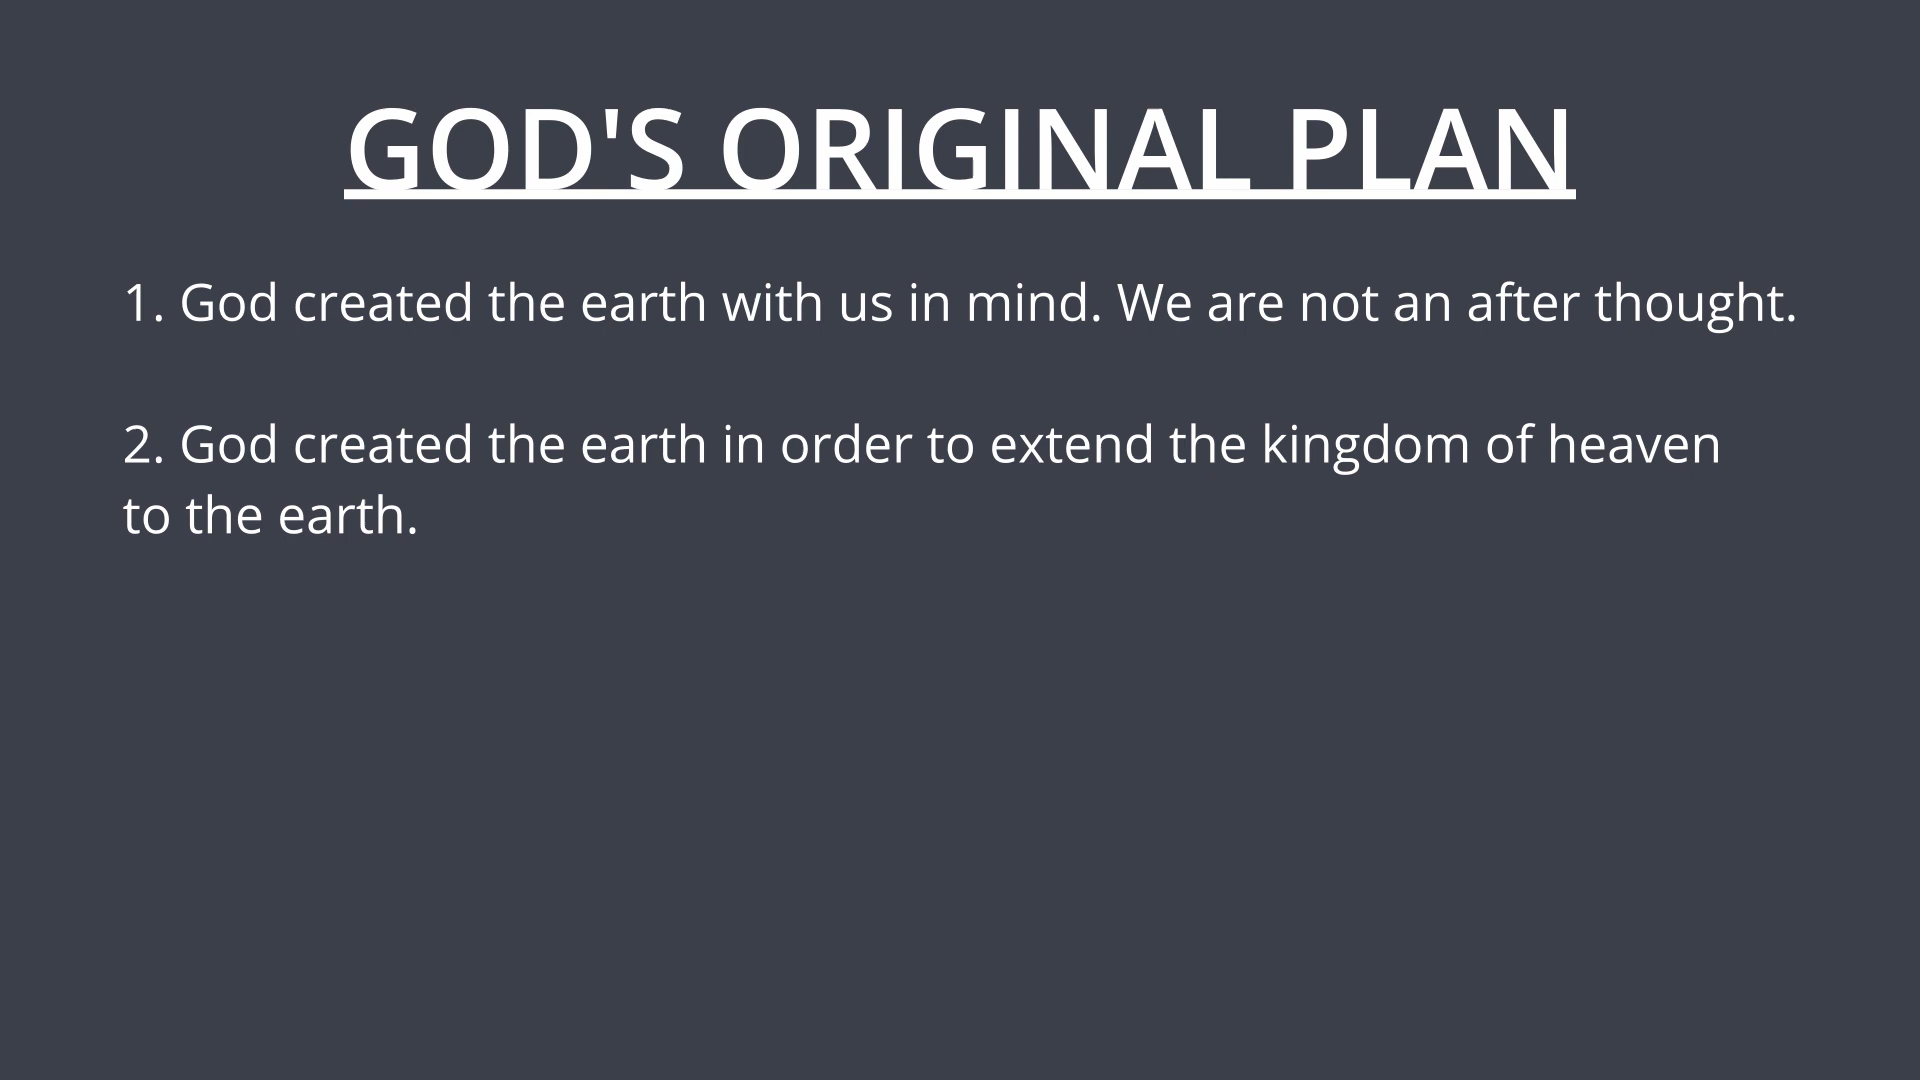 GOD'S ORIGINAL PLAN
1. God created the earth with us in mind. We are not an after thought.
2. God created the earth in order to extend the kingdom of heaven
to the earth.